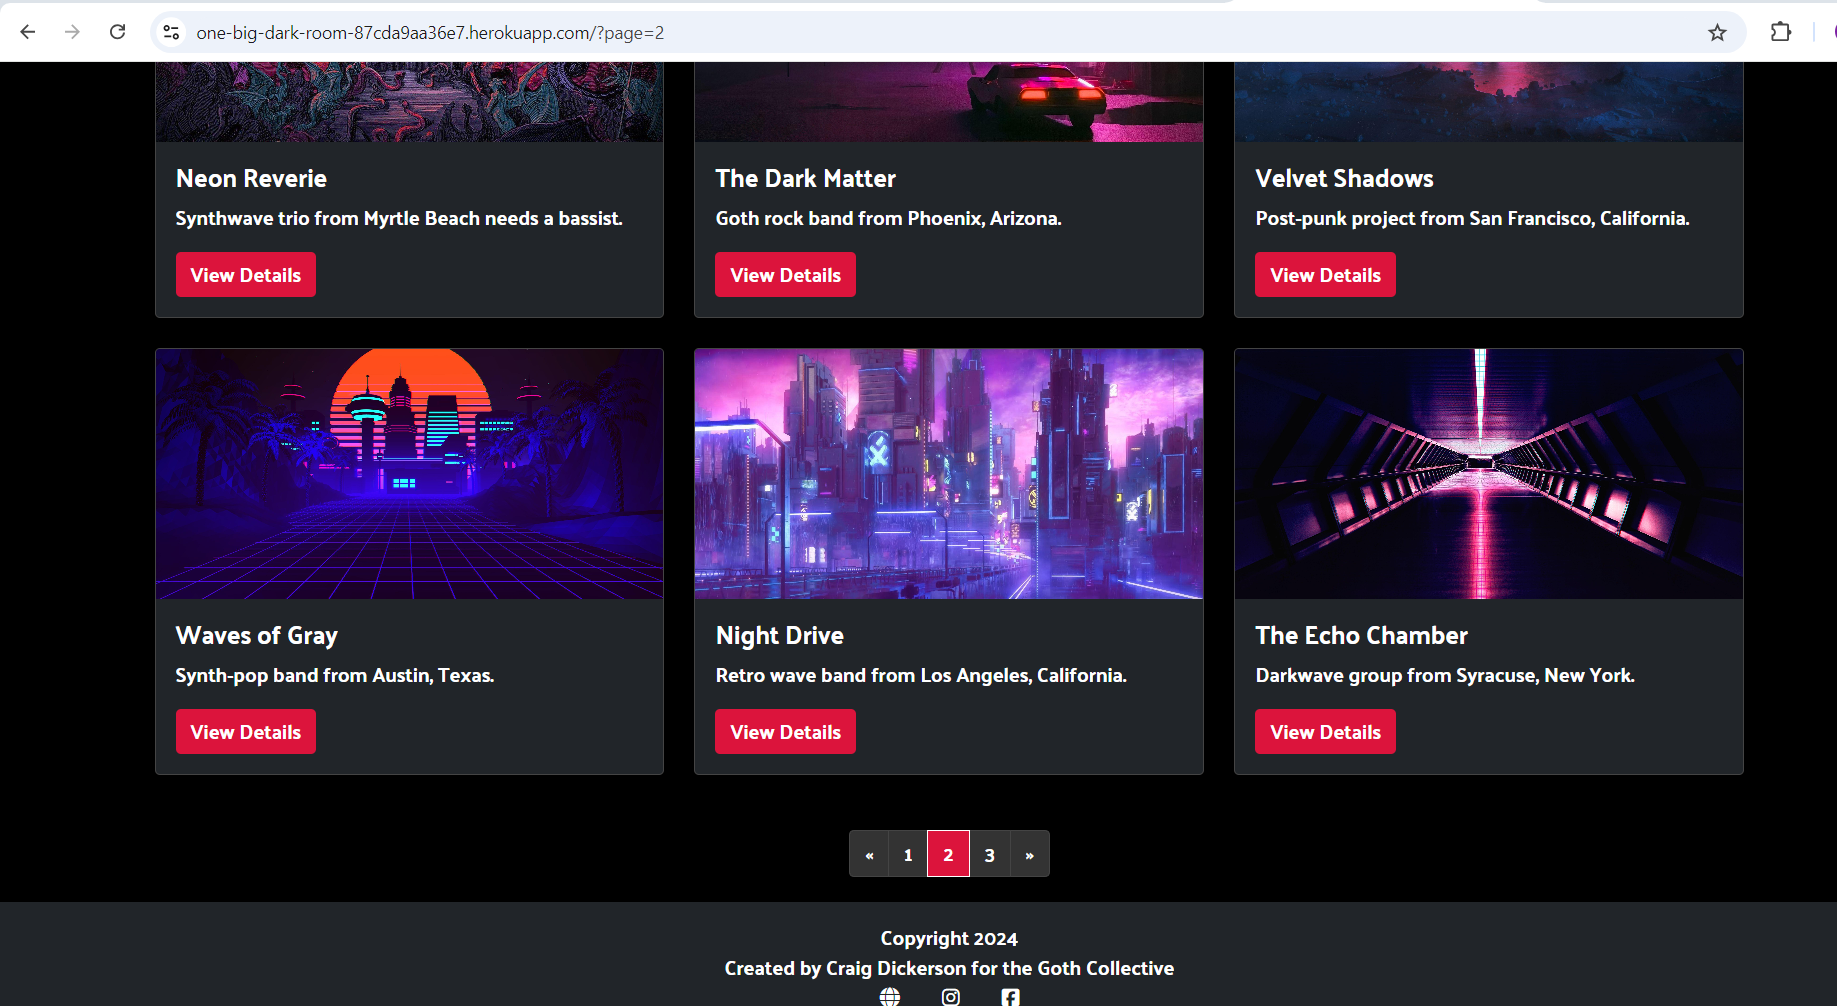 one-big-dark-room-87cda9aa36e7.herokuapp.com/?page=2
Neon Reverie
Synthwave trio from Myrtle Beach needs a bassist.
View Details
The Dark Matter
Goth rock band from Phoenix, Arizona.
View Details
Velvet Shadows
Post-punk project from San Francisco, California.
View Details
Waves of Gray
Synth-pop band from Austin, Texas.
View Details
Night Drive
Retro wave band from Los Angeles, California.
View Details
The Echo Chamber
Darkwave group from Syracuse, New York.
View Details
« 1 2 3 »
Copyright 2024
Created by Craig Dickerson for the Goth Collective